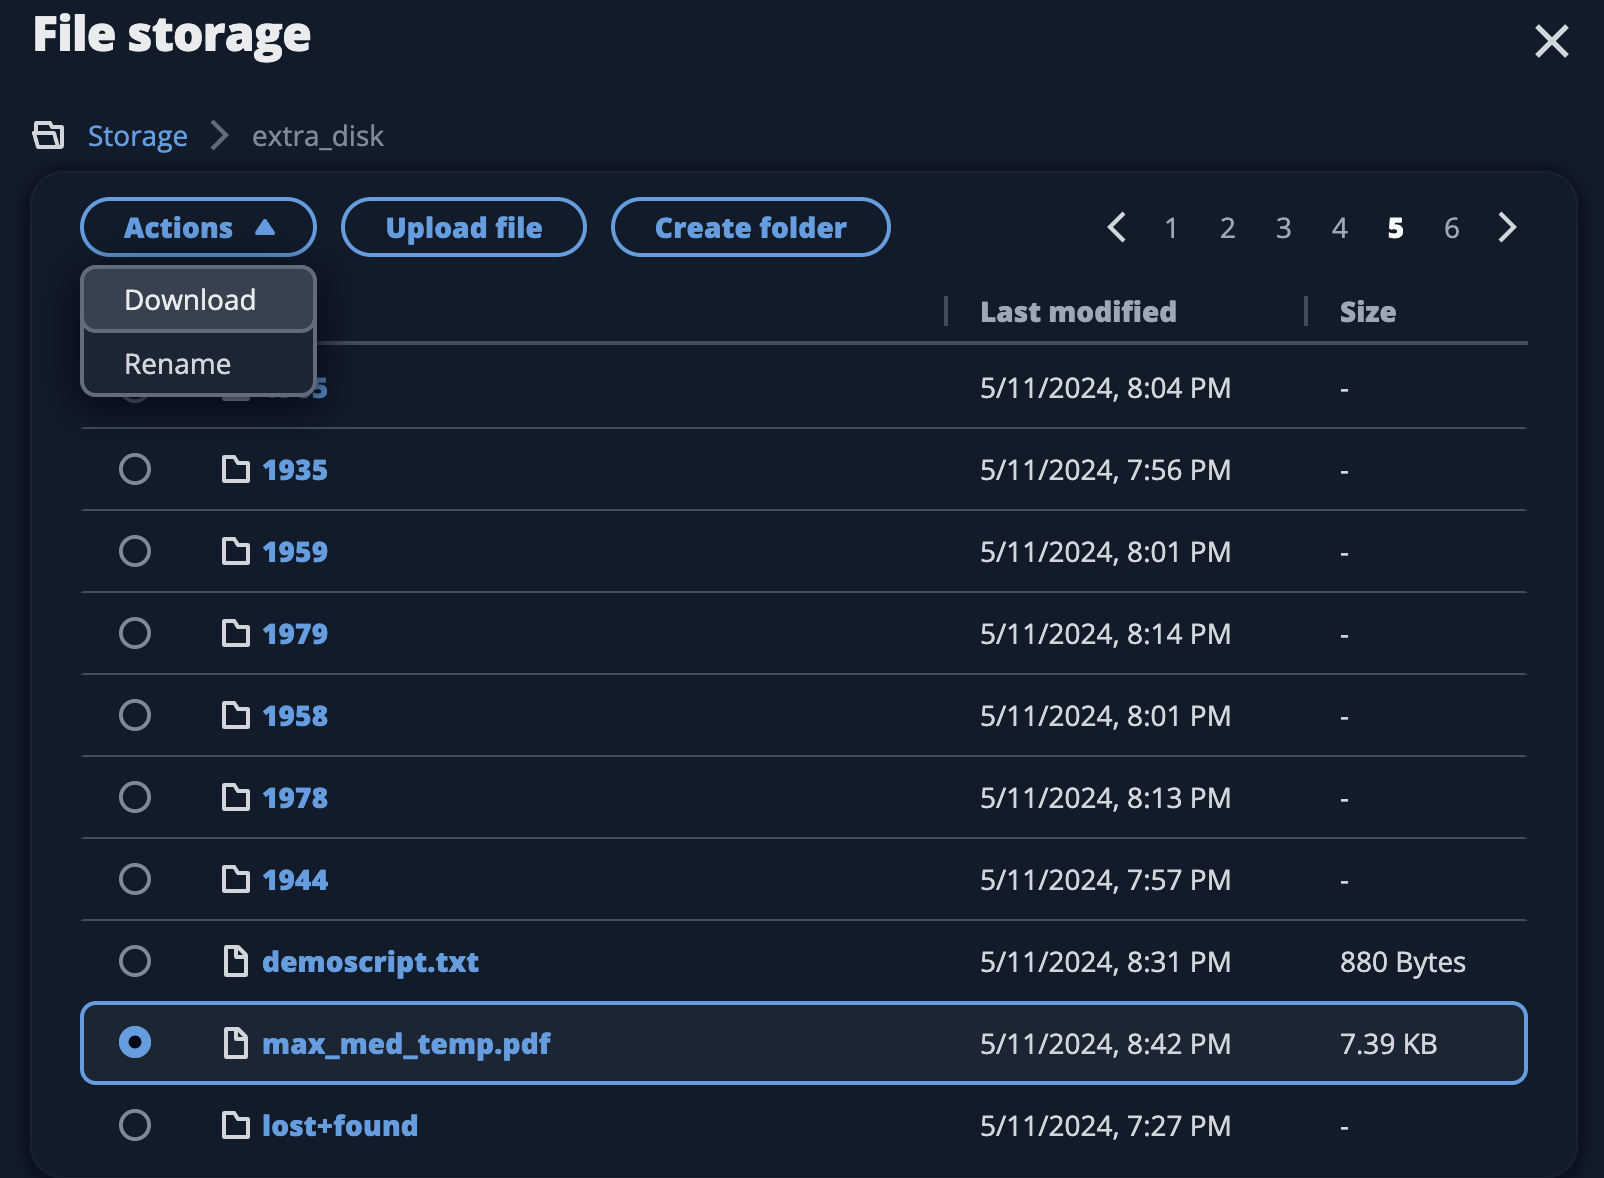 File storage
Storage extra_disk
Actions Upload file Create folder 1 2 3 4 5 6
Download
Rename
Last modified Size
5/11/2024, 8:04 PM -
1935 5/11/2024, 7:56 PM -
1959 5/11/2024, 8:01 PM -
1979 5/11/2024, 8:14 PM -
1958 5/11/2024, 8:01 PM -
1978 5/11/2024, 8:13 PM -
1944 5/11/2024, 7:57 PM -
demoscript.txt 5/11/2024, 8:31 PM 880 Bytes
max_med_temp.pdf 5/11/2024, 8:42 PM 7.39 KB
lost+found 5/11/2024, 7:27 PM -